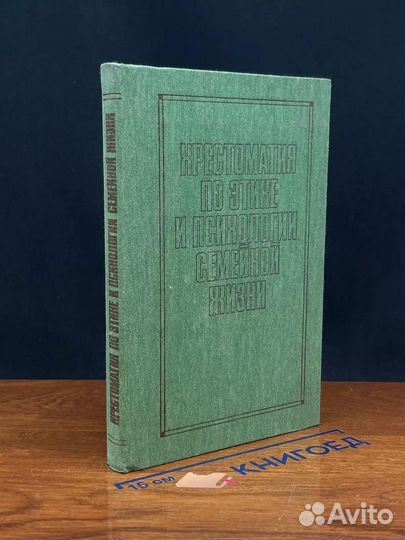 ХРЕСТОМАТИЯ
ПО ЭТИКЕ
И ПСИХОЛОГИИ
СЕМЕЙНОЙ
ЖИЗНИ
ХРЕСТОМАТИЯ ПО ЭТИКЕ И ПСИХОЛОГИИ СЕМЕЙНОЙ ЖИЗНИ
15 см
КНИГОЕД
Avito